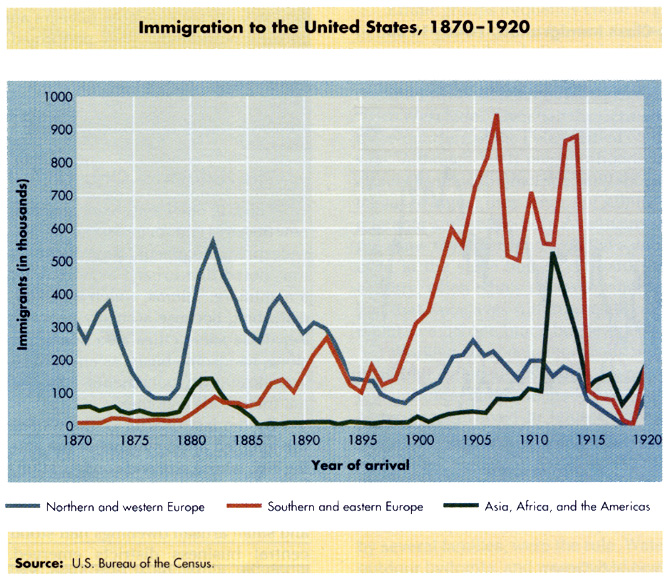 Immigration to the United States, 1870–1920
1000
900
800
700
600
500
400
300
200
100
0
Immigrants (in thousands)
1870 1875 1880 1885 1890 1895 1900 1905 1910 1915 1920
Year of arrival
Northern and western Europe Southern and eastern Europe Asia, Africa, and the Americas
Source: U.S. Bureau of the Census.